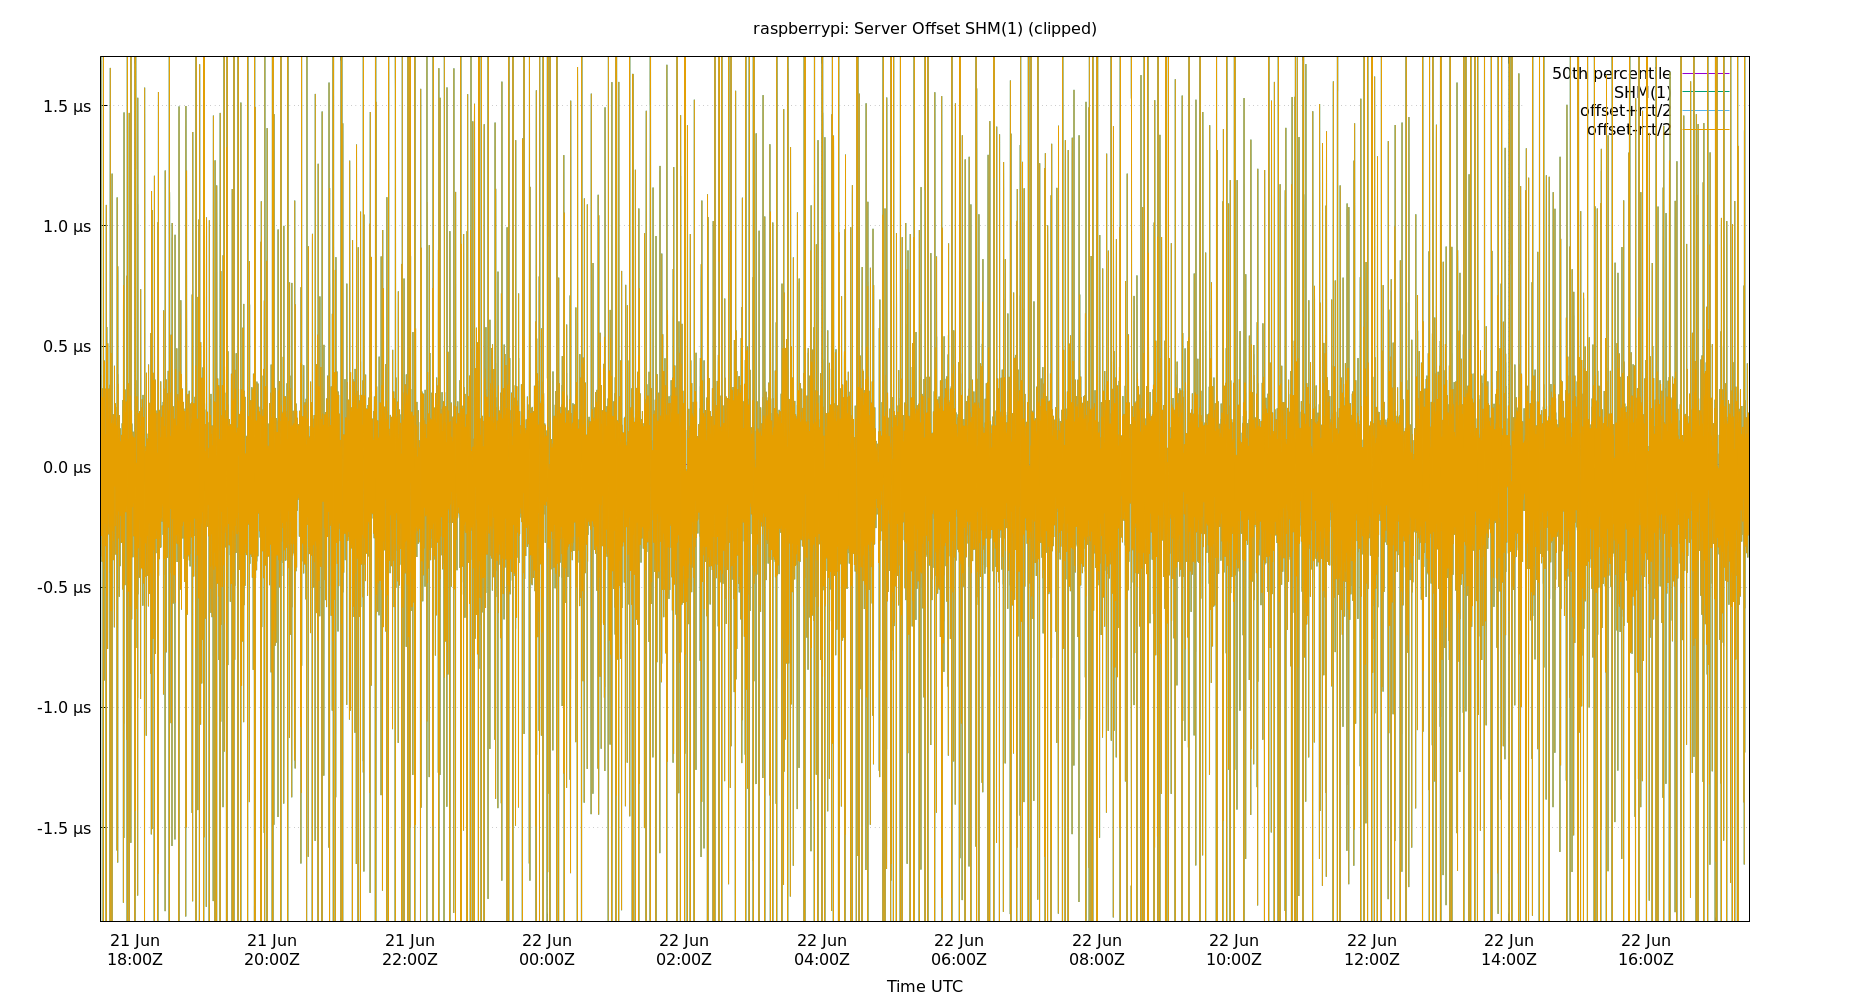 raspberrypi: Server Offset SHM(1) (clipped)
50th percentile
SHM(1)
offset+rtt/2
offset-rtt/2
1.5 µs
1.0 µs
0.5 µs
0.0 µs
-0.5 µs
-1.0 µs
-1.5 µs
21 Jun 21 Jun 21 Jun 22 Jun 22 Jun 22 Jun 22 Jun 22 Jun 22 Jun 22 Jun 22 Jun 22 Jun
18:00Z 20:00Z 22:00Z 00:00Z 02:00Z 04:00Z 06:00Z 08:00Z 10:00Z 12:00Z 14:00Z 16:00Z
Time UTC